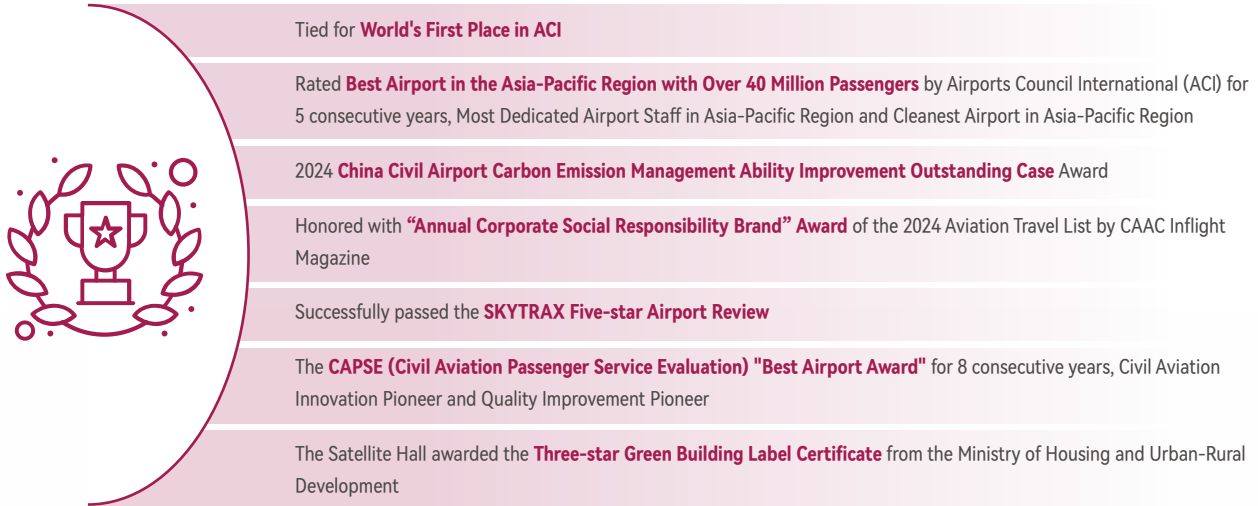 Tied for World's First Place in ACI
Rated Best Airport in the Asia-Pacific Region with Over 40 Million Passengers by Airports Council International (ACI) for
5 consecutive years, Most Dedicated Airport Staff in Asia-Pacific Region and Cleanest Airport in Asia-Pacific Region
2024 China Civil Airport Carbon Emission Management Ability Improvement Outstanding Case Award
Honored with “Annual Corporate Social Responsibility Brand” Award of the 2024 Aviation Travel List by CAAC Inflight
Magazine
Successfully passed the SKYTRAX Five-star Airport Review
The CAPSE (Civil Aviation Passenger Service Evaluation) "Best Airport Award" for 8 consecutive years, Civil Aviation
Innovation Pioneer and Quality Improvement Pioneer
The Satellite Hall awarded the Three-star Green Building Label Certificate from the Ministry of Housing and Urban-Rural
Development